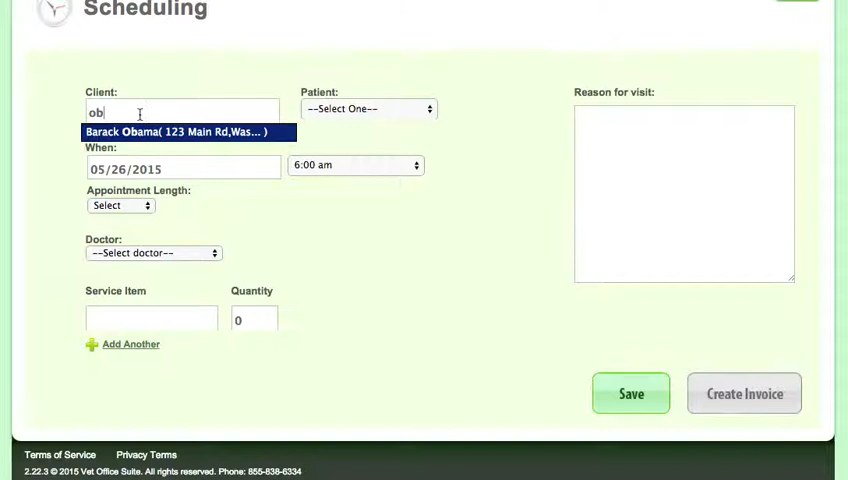 Scheduling
Client:
Patient:
Reason for visit:
ob
--Select One--
Barack Obama( 123 Main Rd,Was... )
When:
05/26/2015
6:00 am
Appointment Length:
Select
Doctor:
--Select doctor--
Service Item
Quantity
0
Add Another
Save
Create Invoice
Terms of Service
Privacy Terms
2.22.3 © 2015 Vet Office Suite. All rights reserved. Phone: 855-838-6334